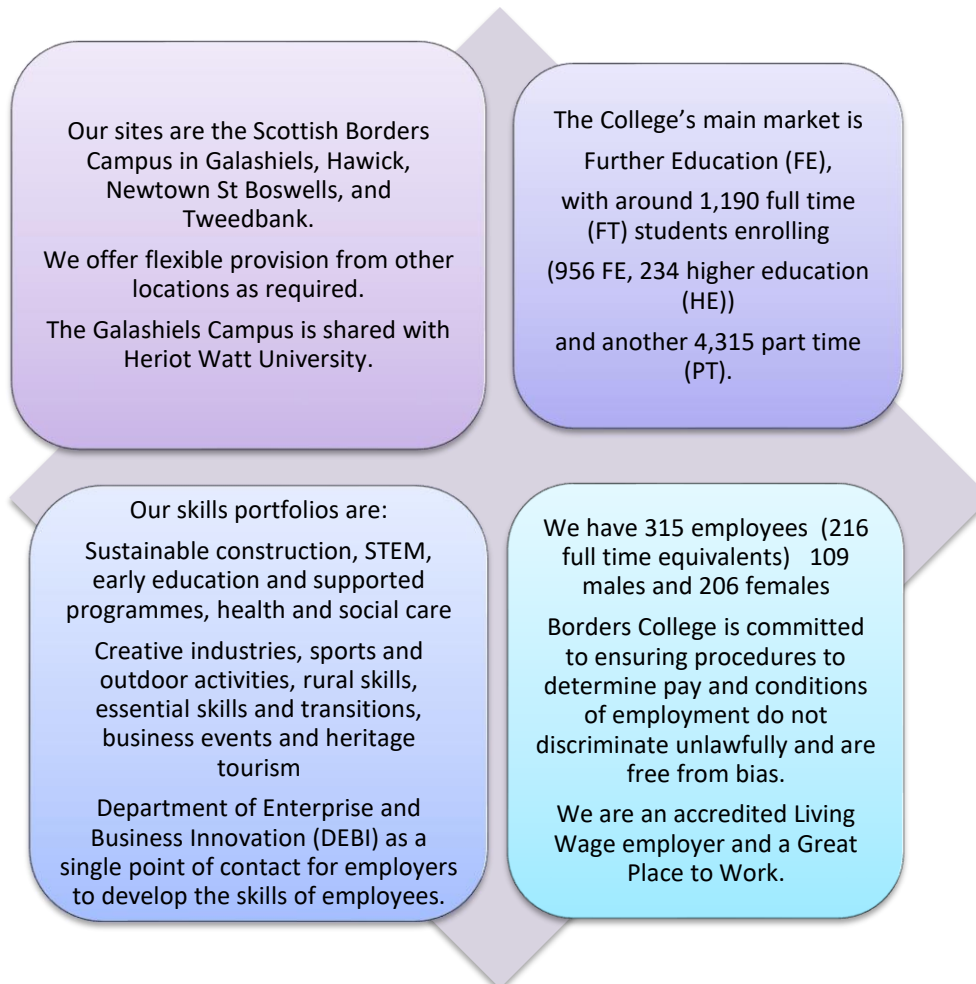 Our sites are the Scottish Borders
Campus in Galashiels, Hawick,
Newtown St Boswells, and
Tweedbank.
We offer flexible provision from other
locations as required.
The Galashiels Campus is shared with
Heriot Watt University.
The College’s main market is
Further Education (FE),
with around 1,190 full time
(FT) students enrolling
(956 FE, 234 higher education
(HE))
and another 4,315 part time
(PT).
Our skills portfolios are:
Sustainable construction, STEM,
early education and supported
programmes, health and social care
Creative industries, sports and
outdoor activities, rural skills,
essential skills and transitions,
business events and heritage
tourism
Department of Enterprise and
Business Innovation (DEBI) as a
single point of contact for employers
to develop the skills of employees.
We have 315 employees (216
full time equivalents) 109
males and 206 females
Borders College is committed
to ensuring procedures to
determine pay and conditions
of employment do not
discriminate unlawfully and are
free from bias.
We are an accredited Living
Wage employer and a Great
Place to Work.